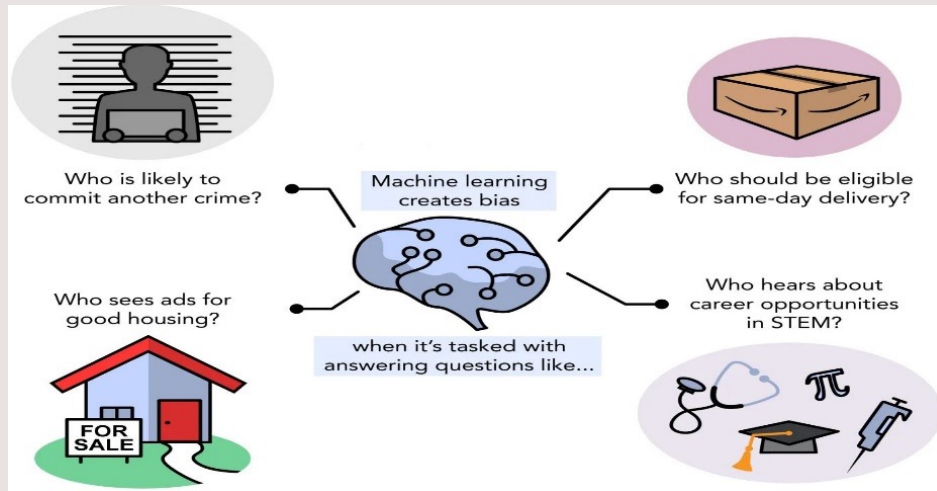 Who is likely to
commit another crime?
Machine learning
creates bias
Who should be eligible
for same-day delivery?
Who sees ads for
good housing?
FOR
SALE
when it's tasked with
answering questions like...
Who hears about
career opportunities
in STEM?
π